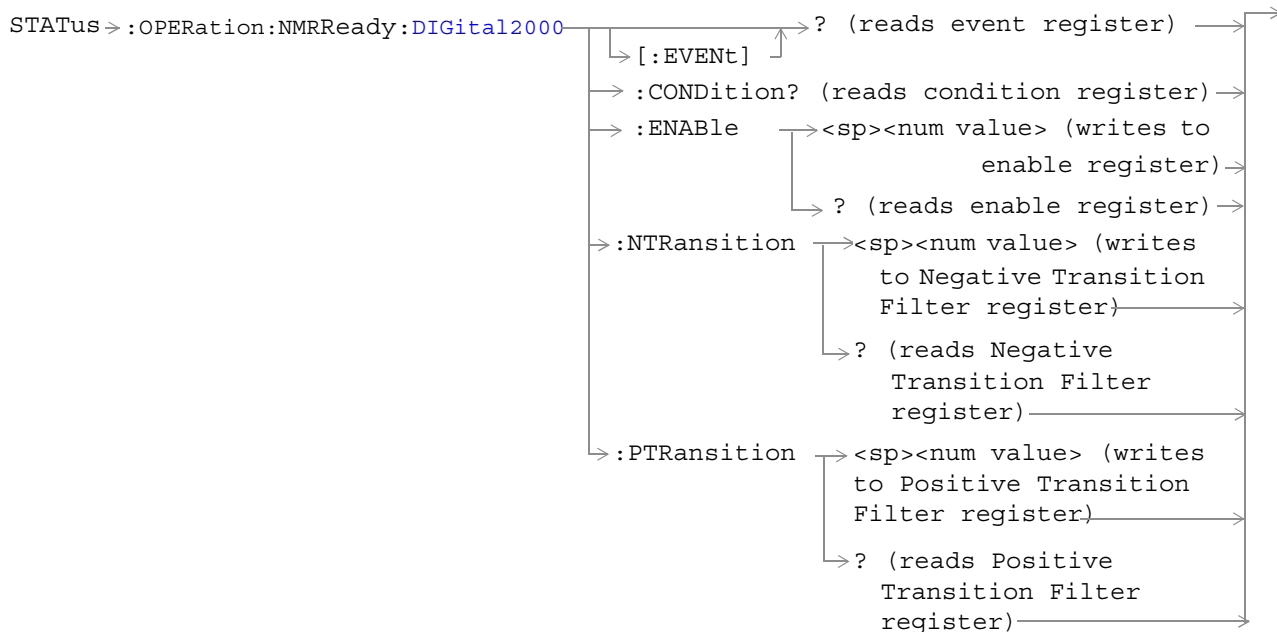 STATus :OPERation:NMRReady:DIGital2000 ? (reads event register)
[:EVENt]
:CONDition? (reads condition register)
:ENABle <sp><num value> (writes to
enable register)
? (reads enable register)
:NTRansition <sp><num value> (writes
to Negative Transition
Filter register)
? (reads Negative
Transition Filter
register)
:PTRansition <sp><num value> (writes
to Positive Transition
Filter register)
? (reads Positive
Transition Filter
register)